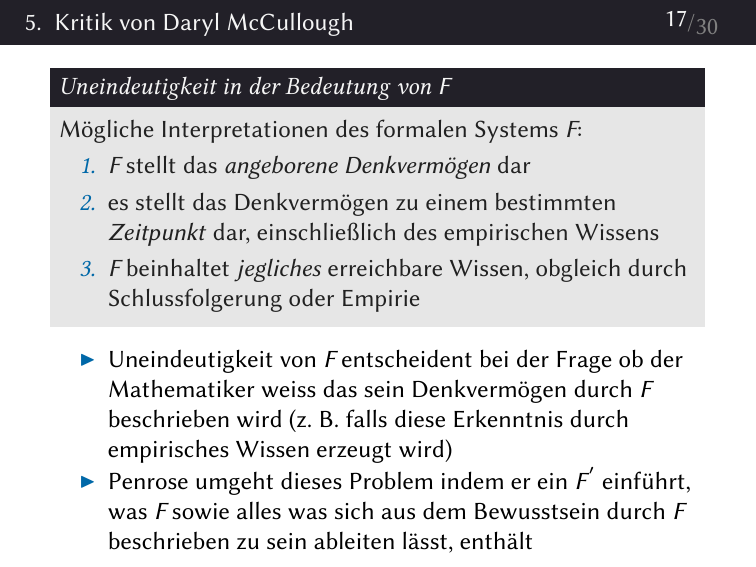 5. Kritik von Daryl McCullough 17/30
Uneindeutigkeit in der Bedeutung von F
Mögliche Interpretationen des formalen Systems F:
1. F stellt das angeborene Denkvermögen dar
2. es stellt das Denkvermögen zu einem bestimmten
Zeitpunkt dar, einschließlich des empirischen Wissens
3. F beinhaltet jegliches erreichbare Wissen, obgleich durch
Schlussfolgerung oder Empirie
▶ Uneindeutigkeit von F entscheident bei der Frage ob der
Mathematiker weiss das sein Denkvermögen durch F
beschrieben wird (z. B. falls diese Erkenntnis durch
empirisches Wissen erzeugt wird)
▶ Penrose umgeht dieses Problem indem er ein F′ einführt,
was F sowie alles was sich aus dem Bewusstsein durch F
beschrieben zu sein ableiten lässt, enthält